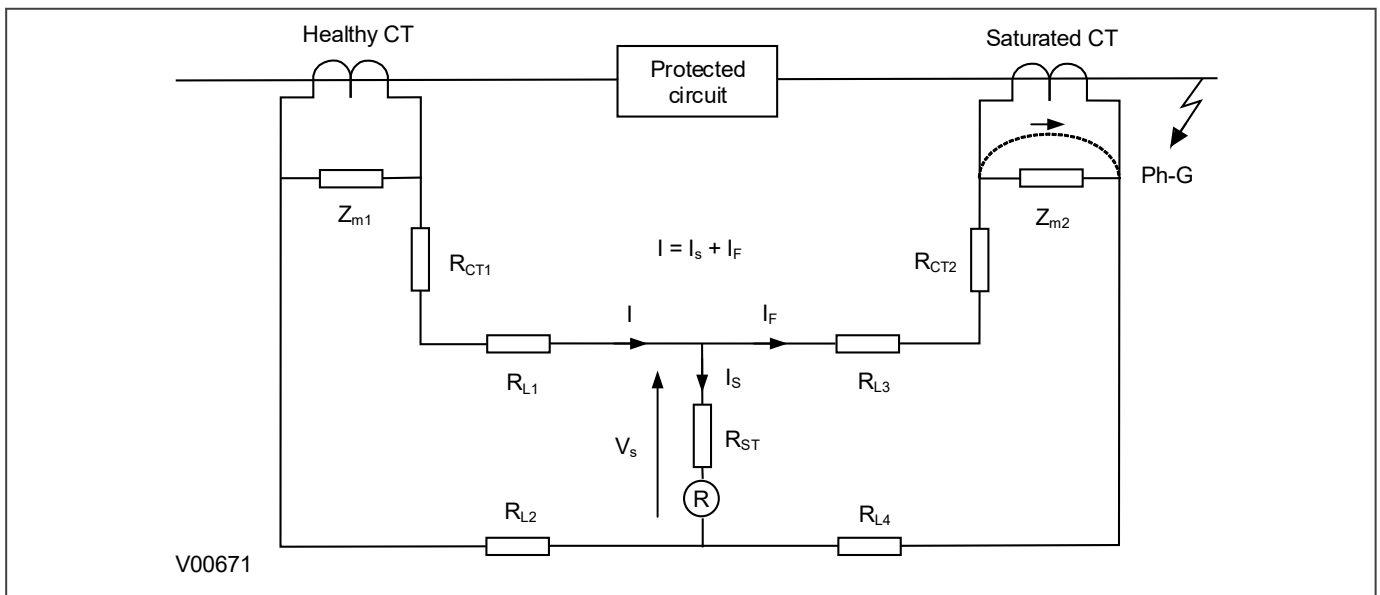 Healthy CT
Saturated CT
Protected
circuit
Ph-G
Zm1
Zm2
I = Is + IF
RCT1
RCT2
I
IF
RL1
IS
RL3
RST
Vs
R
RL2
RL4
V00671